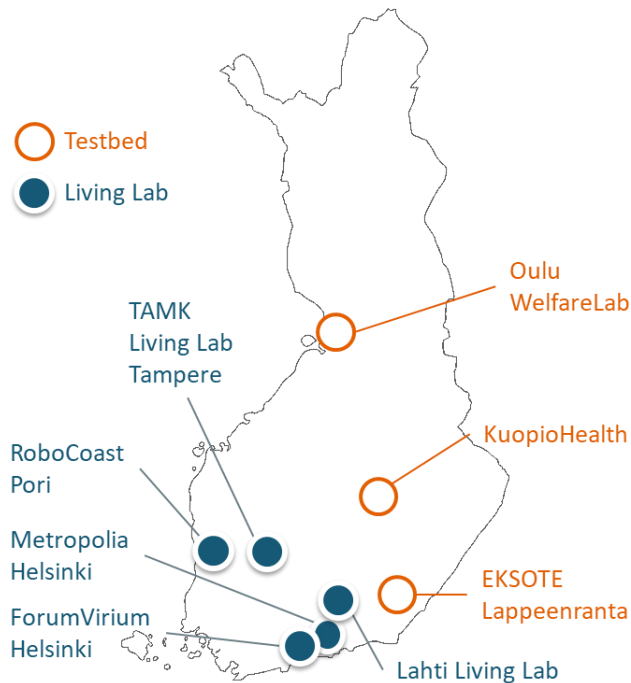 Testbed
Living Lab
Oulu
WelfareLab
TAMK
Living Lab
Tampere
KuopioHealth
RoboCoast
Pori
Metropolia
Helsinki
EKSOTE
Lappeenranta
ForumVirium
Helsinki
Lahti Living Lab